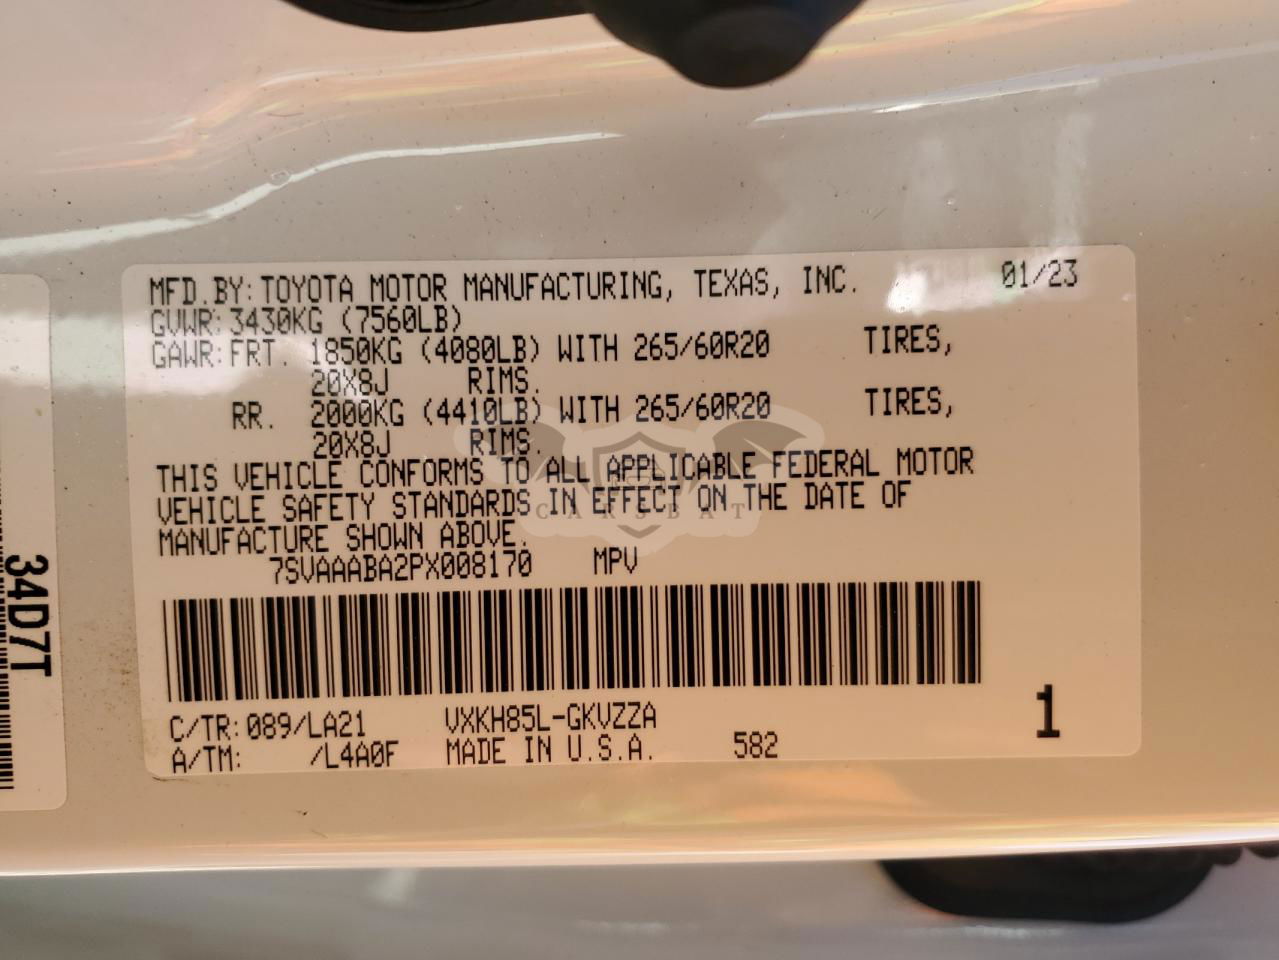 MFD.BY: TOYOTA MOTOR MANUFACTURING, TEXAS, INC. 01/23
GVWR: 3430KG (7560LB)
GAWR: FRT. 1850KG (4080LB) WITH 265/60R20 TIRES,
20X8J RIMS.
RR. 2000KG (4410LB) WITH 265/60R20 TIRES,
20X8J RIMS.
THIS VEHICLE CONFORMS TO ALL APPLICABLE FEDERAL MOTOR
VEHICLE SAFETY STANDARDS IN EFFECT ON THE DATE OF
MANUFACTURE SHOWN ABOVE.
7SVAAABA2PX008170 MPV
C/TR: 089/LA21 VXKH85L-GKVZZA
A/TM: /L4A0F MADE IN U.S.A. 582
1
34D7T
CARSBAT